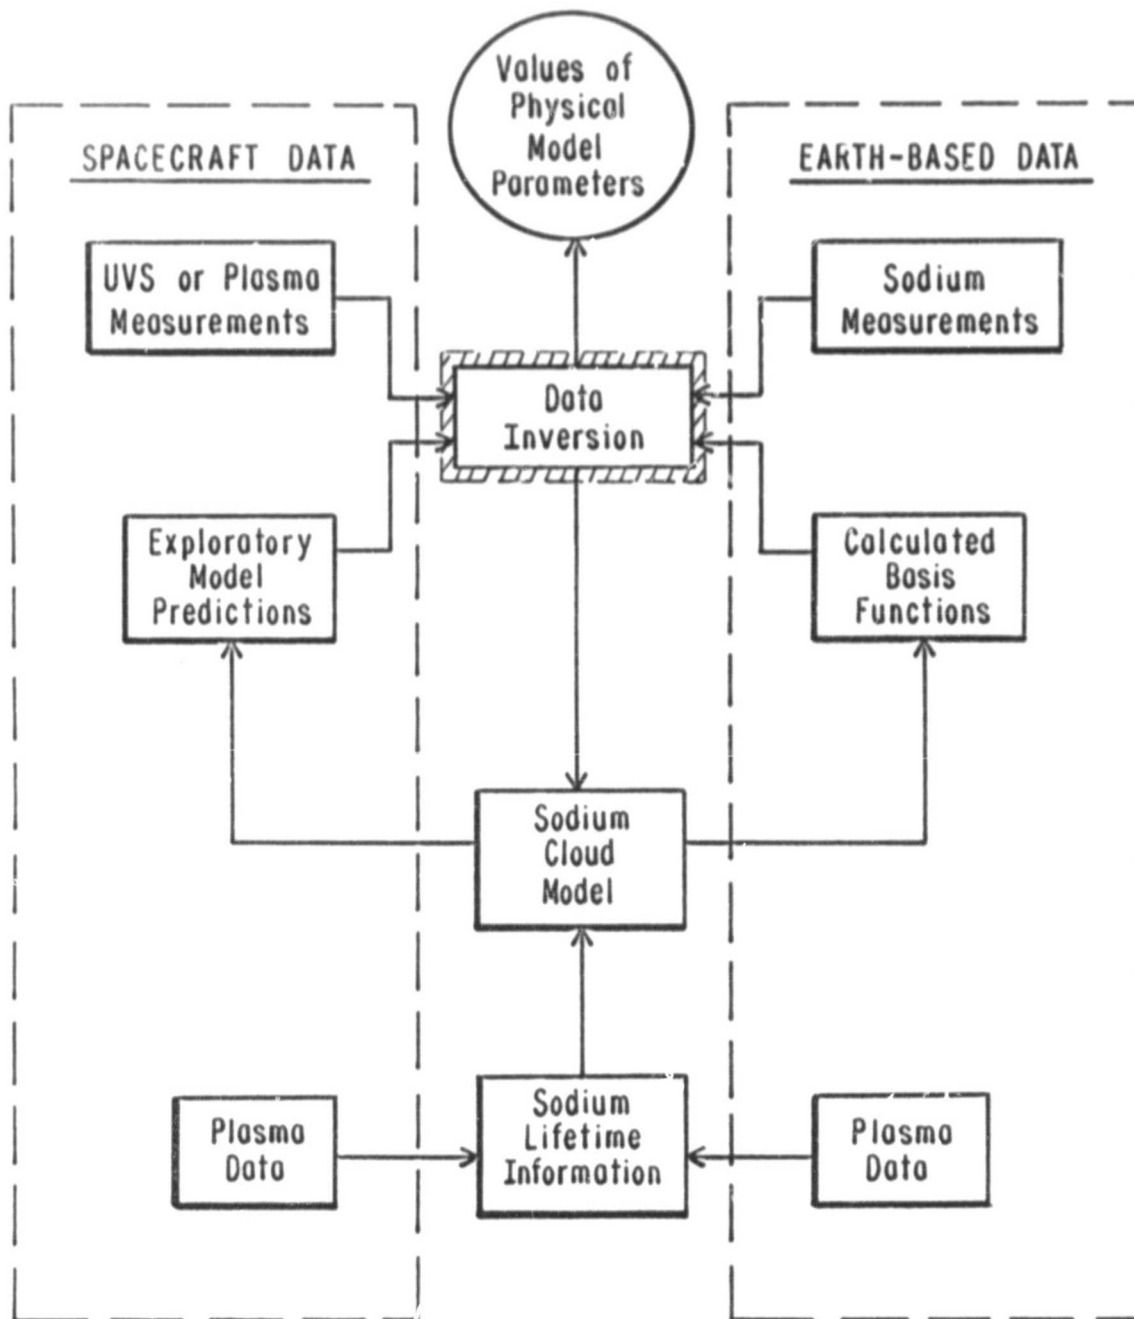 Values of
Physical
Model
Parameters
SPACECRAFT DATA
EARTH-BASED DATA
UVS or Plasma
Measurements
Sodium
Measurements
Data
Inversion
Exploratory
Model
Predictions
Calculated
Basis
Functions
Sodium
Cloud
Model
Plasma
Data
Sodium
Lifetime
Information
Plasma
Data